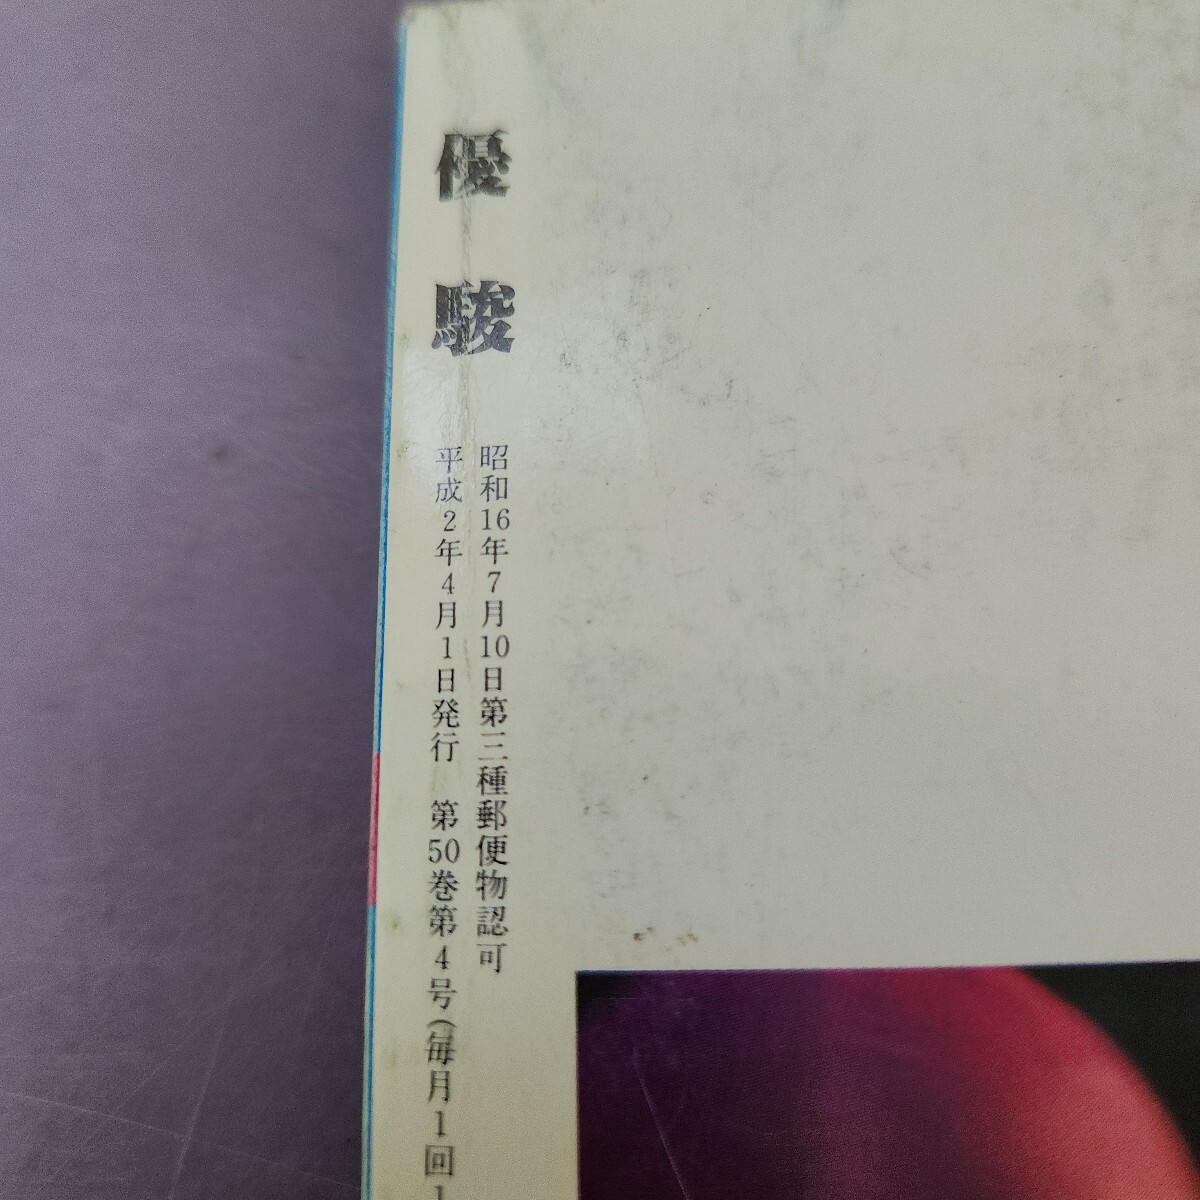 優駿
昭和16年7月10日第三種郵便物認可
平成2年4月1日発行 第50巻第4号(毎月1回1